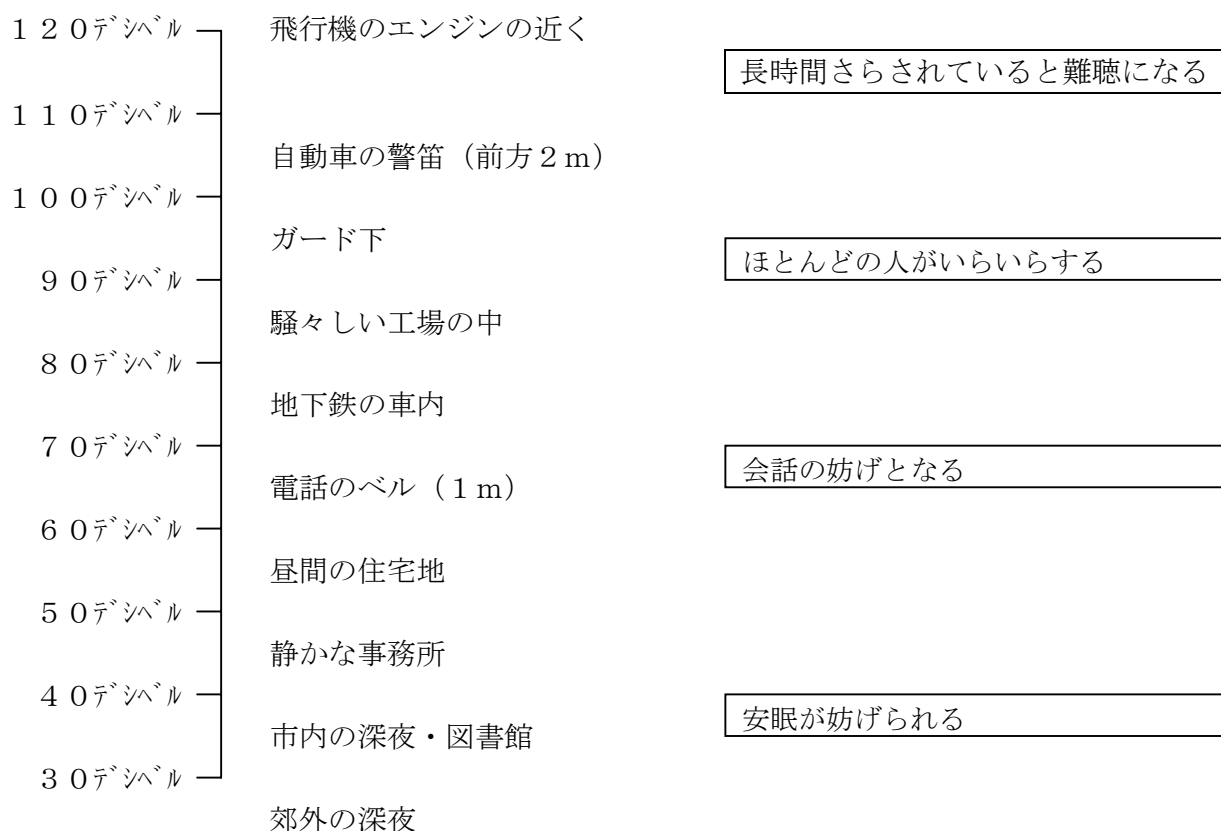 １２０ﾃﾞｼﾍﾞﾙ 飛行機のエンジンの近く
長時間さらされていると難聴になる
１１０ﾃﾞｼﾍﾞﾙ
自動車の警笛（前方２ｍ）
１００ﾃﾞｼﾍﾞﾙ
ガード下
ほとんどの人がいらいらする
９０ﾃﾞｼﾍﾞﾙ
騒々しい工場の中
８０ﾃﾞｼﾍﾞﾙ
地下鉄の車内
７０ﾃﾞｼﾍﾞﾙ
会話の妨げとなる
電話のベル（１ｍ）
６０ﾃﾞｼﾍﾞﾙ
昼間の住宅地
５０ﾃﾞｼﾍﾞﾙ
静かな事務所
４０ﾃﾞｼﾍﾞﾙ
安眠が妨げられる
市内の深夜・図書館
３０ﾃﾞｼﾍﾞﾙ
郊外の深夜